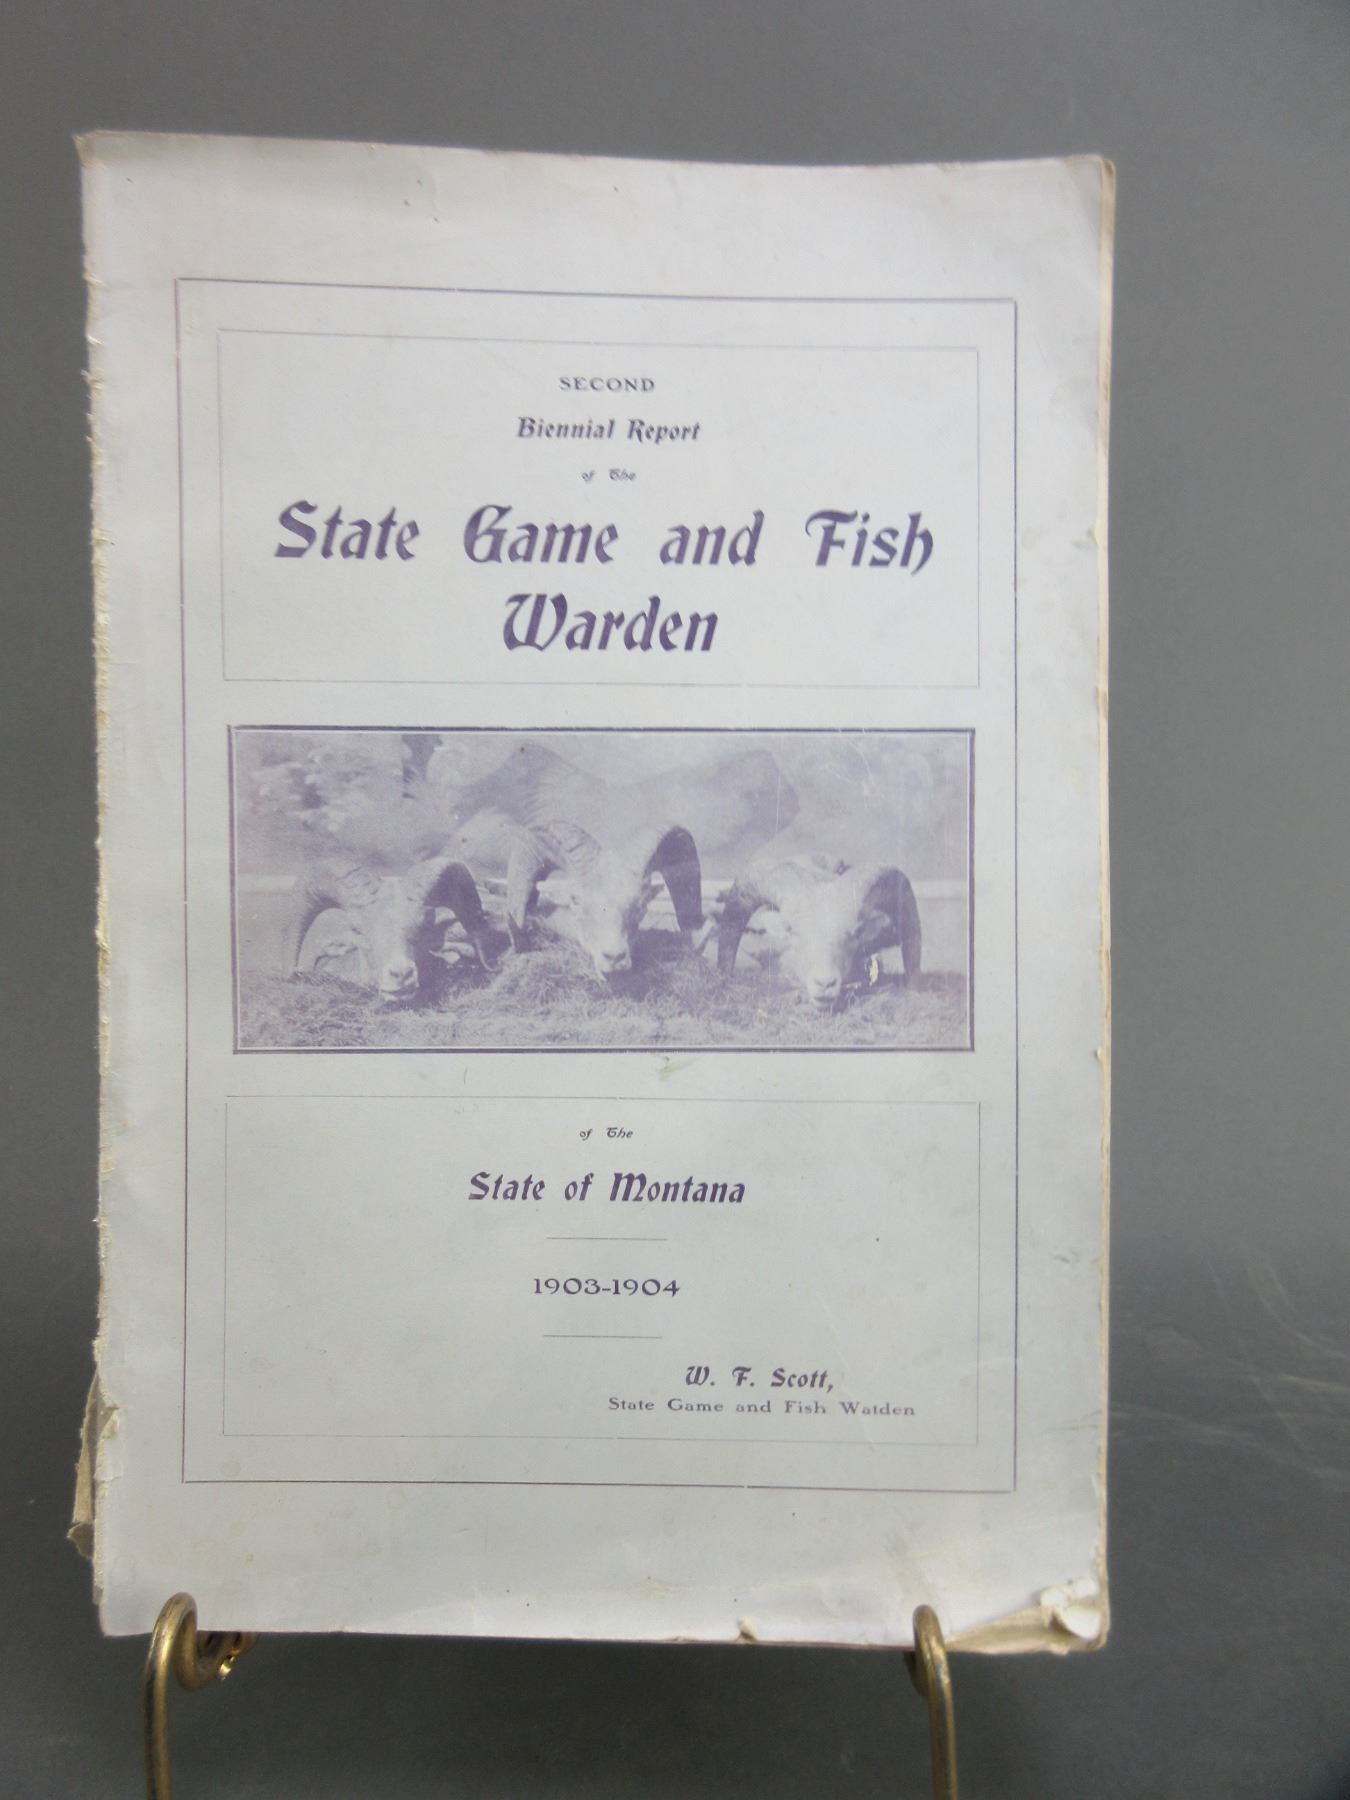 SECOND
Biennial Report
of The
State Game and Fish
Warden
of The
State of Montana
1903-1904
W. F. Scott,
State Game and Fish Warden